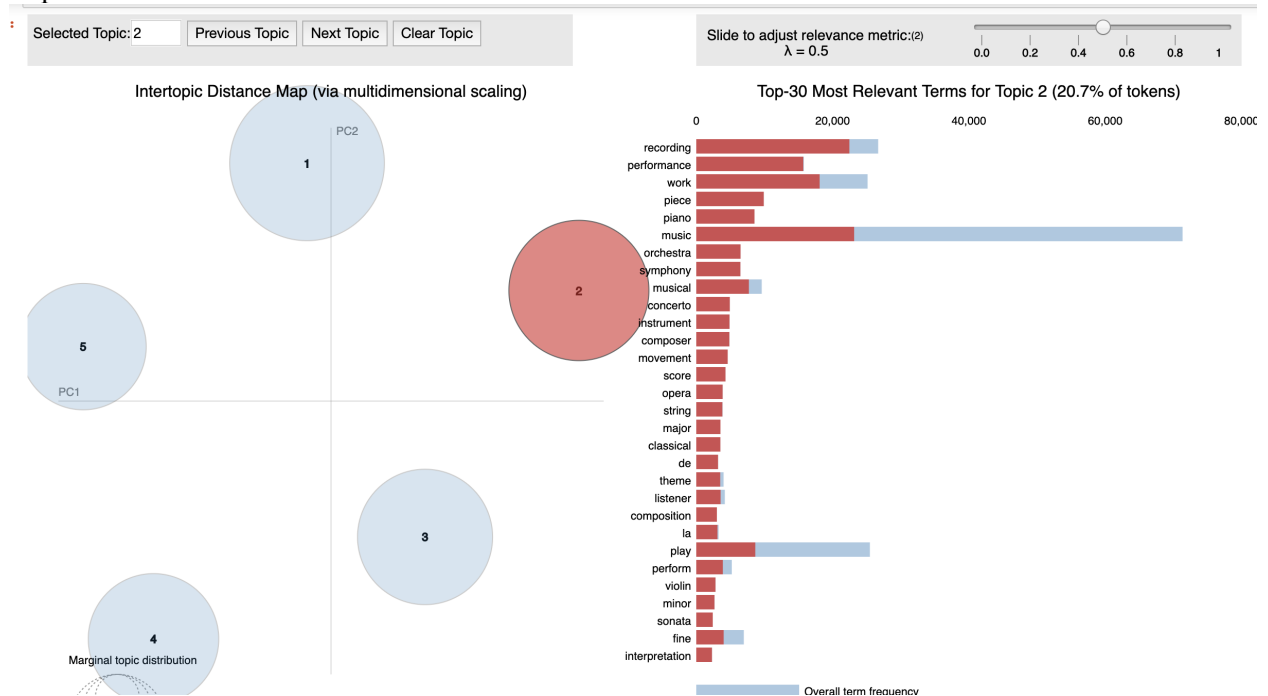 Selected Topic: 2 Previous Topic Next Topic Clear Topic
Slide to adjust relevance metric:(2)
λ = 0.5
0.0 0.2 0.4 0.6 0.8 1
Intertopic Distance Map (via multidimensional scaling)
PC2
1
2
5
PC1
3
4
Marginal topic distribution
Top-30 Most Relevant Terms for Topic 2 (20.7% of tokens)
0 20,000 40,000 60,000 80,000
recording
performance
work
piece
piano
music
orchestra
symphony
musical
concerto
instrument
composer
movement
score
opera
string
major
classical
de
theme
listener
composition
la
play
perform
violin
minor
sonata
fine
interpretation
Overall term frequency